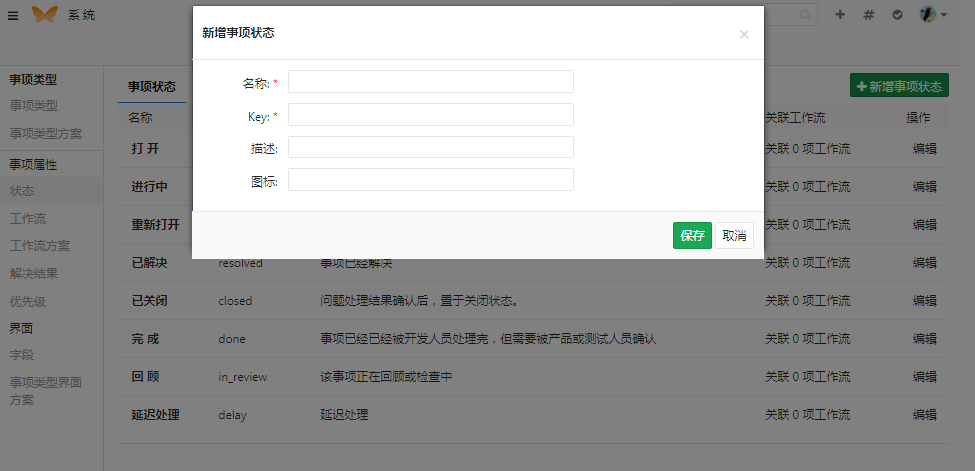 系统
新增事项状态
×
名称: *
Key: *
描述:
图标:
保存 取消
事项类型
事项类型
事项类型方案
事项属性
状态
工作流
工作流方案
解决结果
优先级
界面
字段
事项类型界面
方案
事项状态
新增事项状态
名称 关联工作流 操作
打 开 关联 0 项工作流 编辑
进行中 关联 0 项工作流 编辑
重新打开 关联 0 项工作流 编辑
已解决 resolved 事项已经解决 关联 0 项工作流 编辑
已关闭 closed 问题处理结果确认后，置于关闭状态。 关联 0 项工作流 编辑
完 成 done 事项已经已经被开发人员处理完，但需要被产品或测试人员确认 关联 0 项工作流 编辑
回 顾 in_review 该事项正在回顾或检查中 关联 0 项工作流 编辑
延迟处理 delay 延迟处理 关联 0 项工作流 编辑